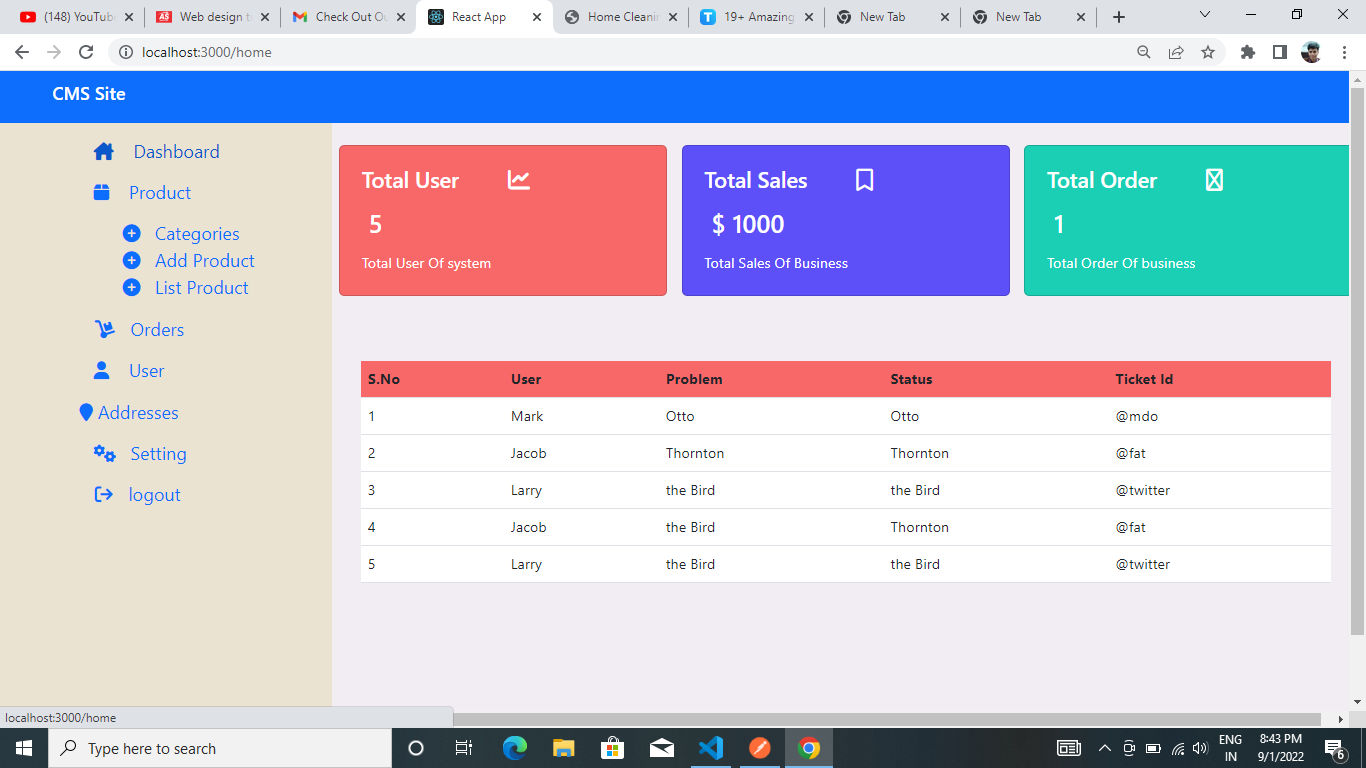 (148) YouTub
Web design t
Check Out Ou
React App
Home Cleanin
19+ Amazing
New Tab
New Tab
localhost:3000/home
CMS Site
Dashboard
Product
Categories
Add Product
List Product
Orders
User
Addresses
Setting
logout
Total User
5
Total User Of system
Total Sales
$ 1000
Total Sales Of Business
Total Order
1
Total Order Of business
S.No User Problem Status Ticket Id
1 Mark Otto Otto @mdo
2 Jacob Thornton Thornton @fat
3 Larry the Bird the Bird @twitter
4 Jacob the Bird Thornton @fat
5 Larry the Bird the Bird @twitter
localhost:3000/home
Type here to search
ENG
IN
8:43 PM
9/1/2022
6